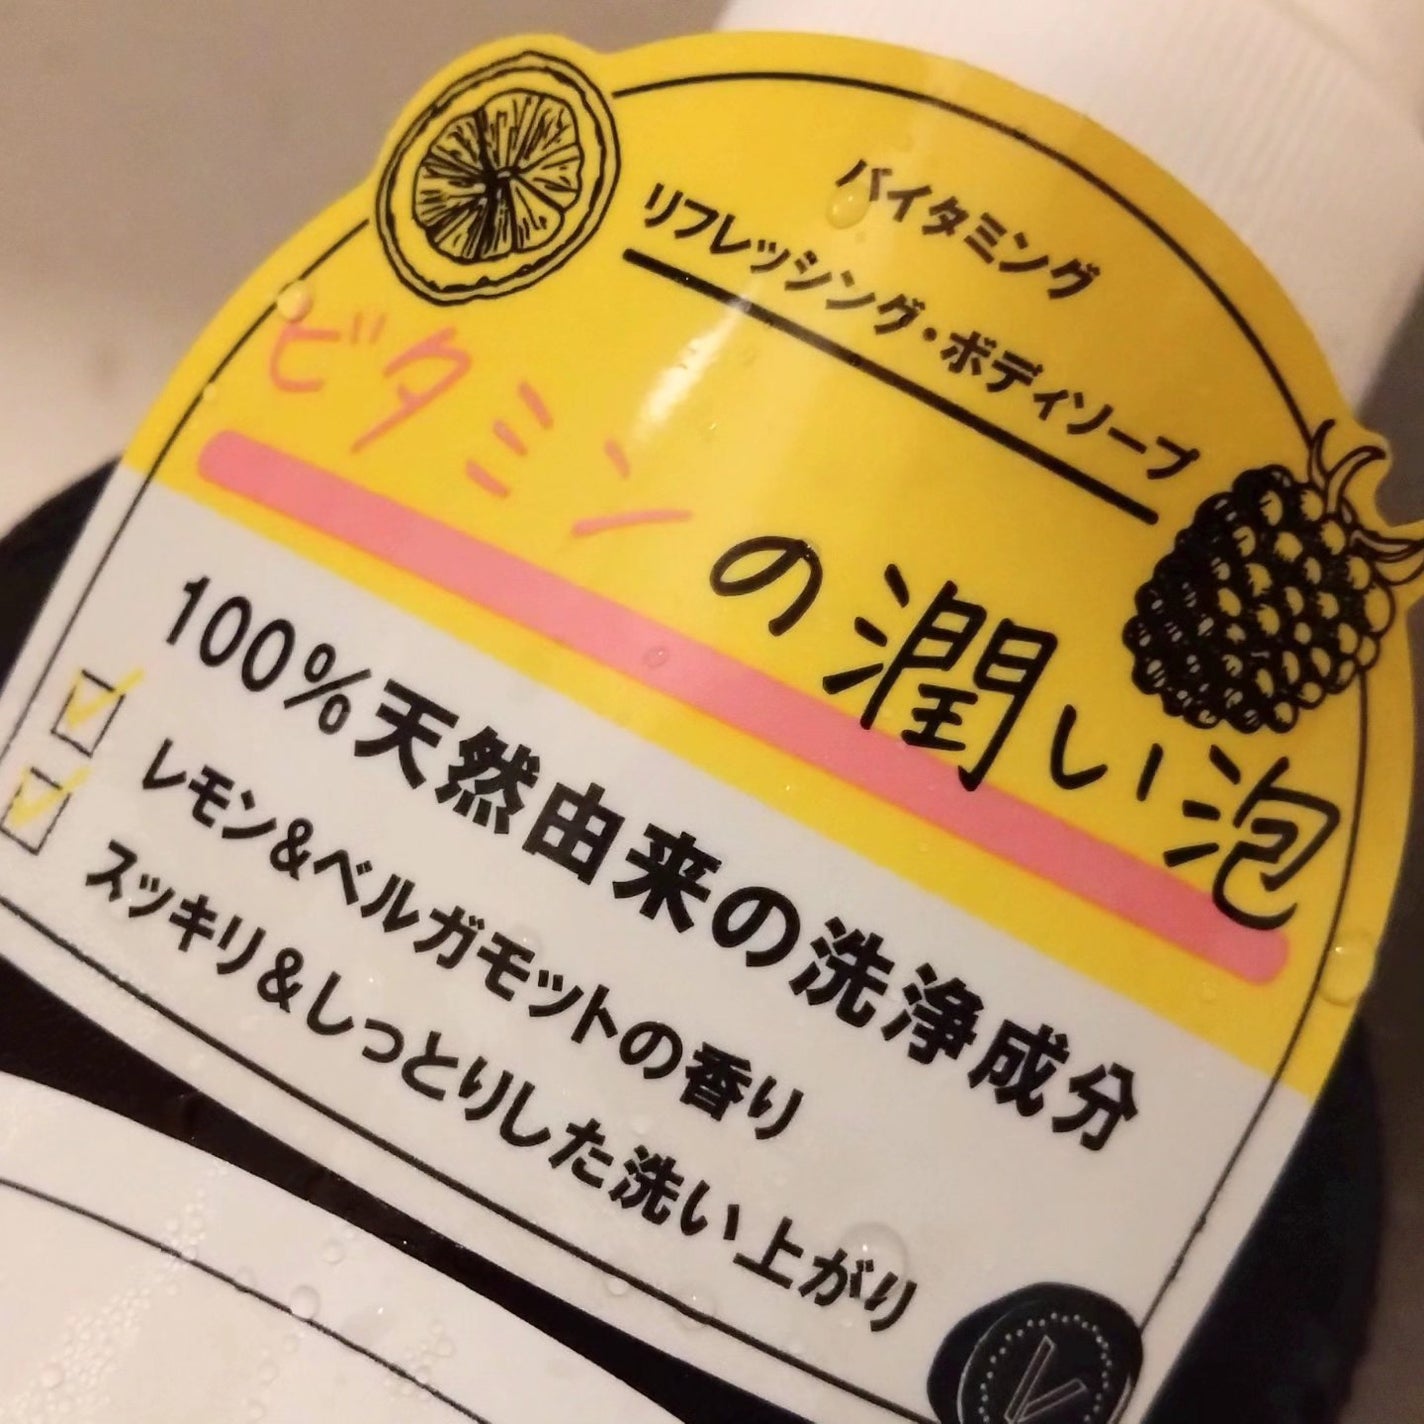 バイタミング
リフレッシング・ボディソープ
ビタミンの潤い泡
100%天然由来の洗浄成分
レモン&ベルガモットの香り
スッキリ&しっとりした洗い上がり
V